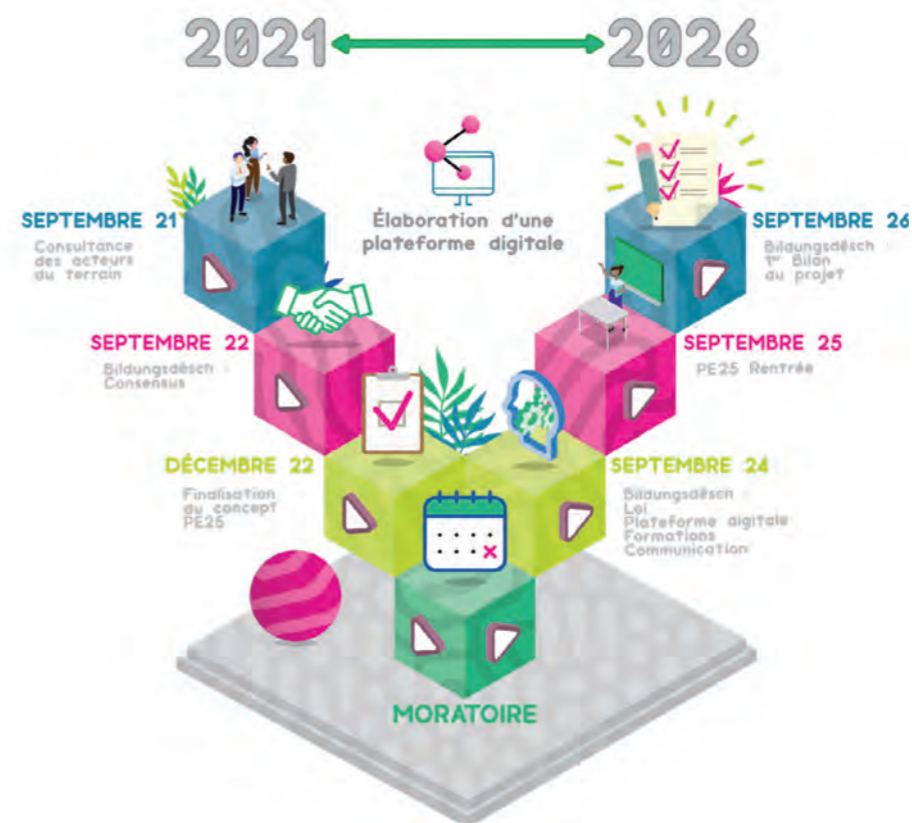 2021
2026
Élaboration d'une
plateforme digitale
SEPTEMBRE 21
Consultance
des acteurs
du terrain
SEPTEMBRE 22
Bildungsdësch
Consensus
DÉCEMBRE 22
Finalisation
du concept
PE25
MORATOIRE
SEPTEMBRE 24
Bildungsdësch
Loi
Plateforme digitale
Formations
Communication
SEPTEMBRE 25
PE25 Rentrée
SEPTEMBRE 26
Bildungsdësch
1er Bilan
du projet